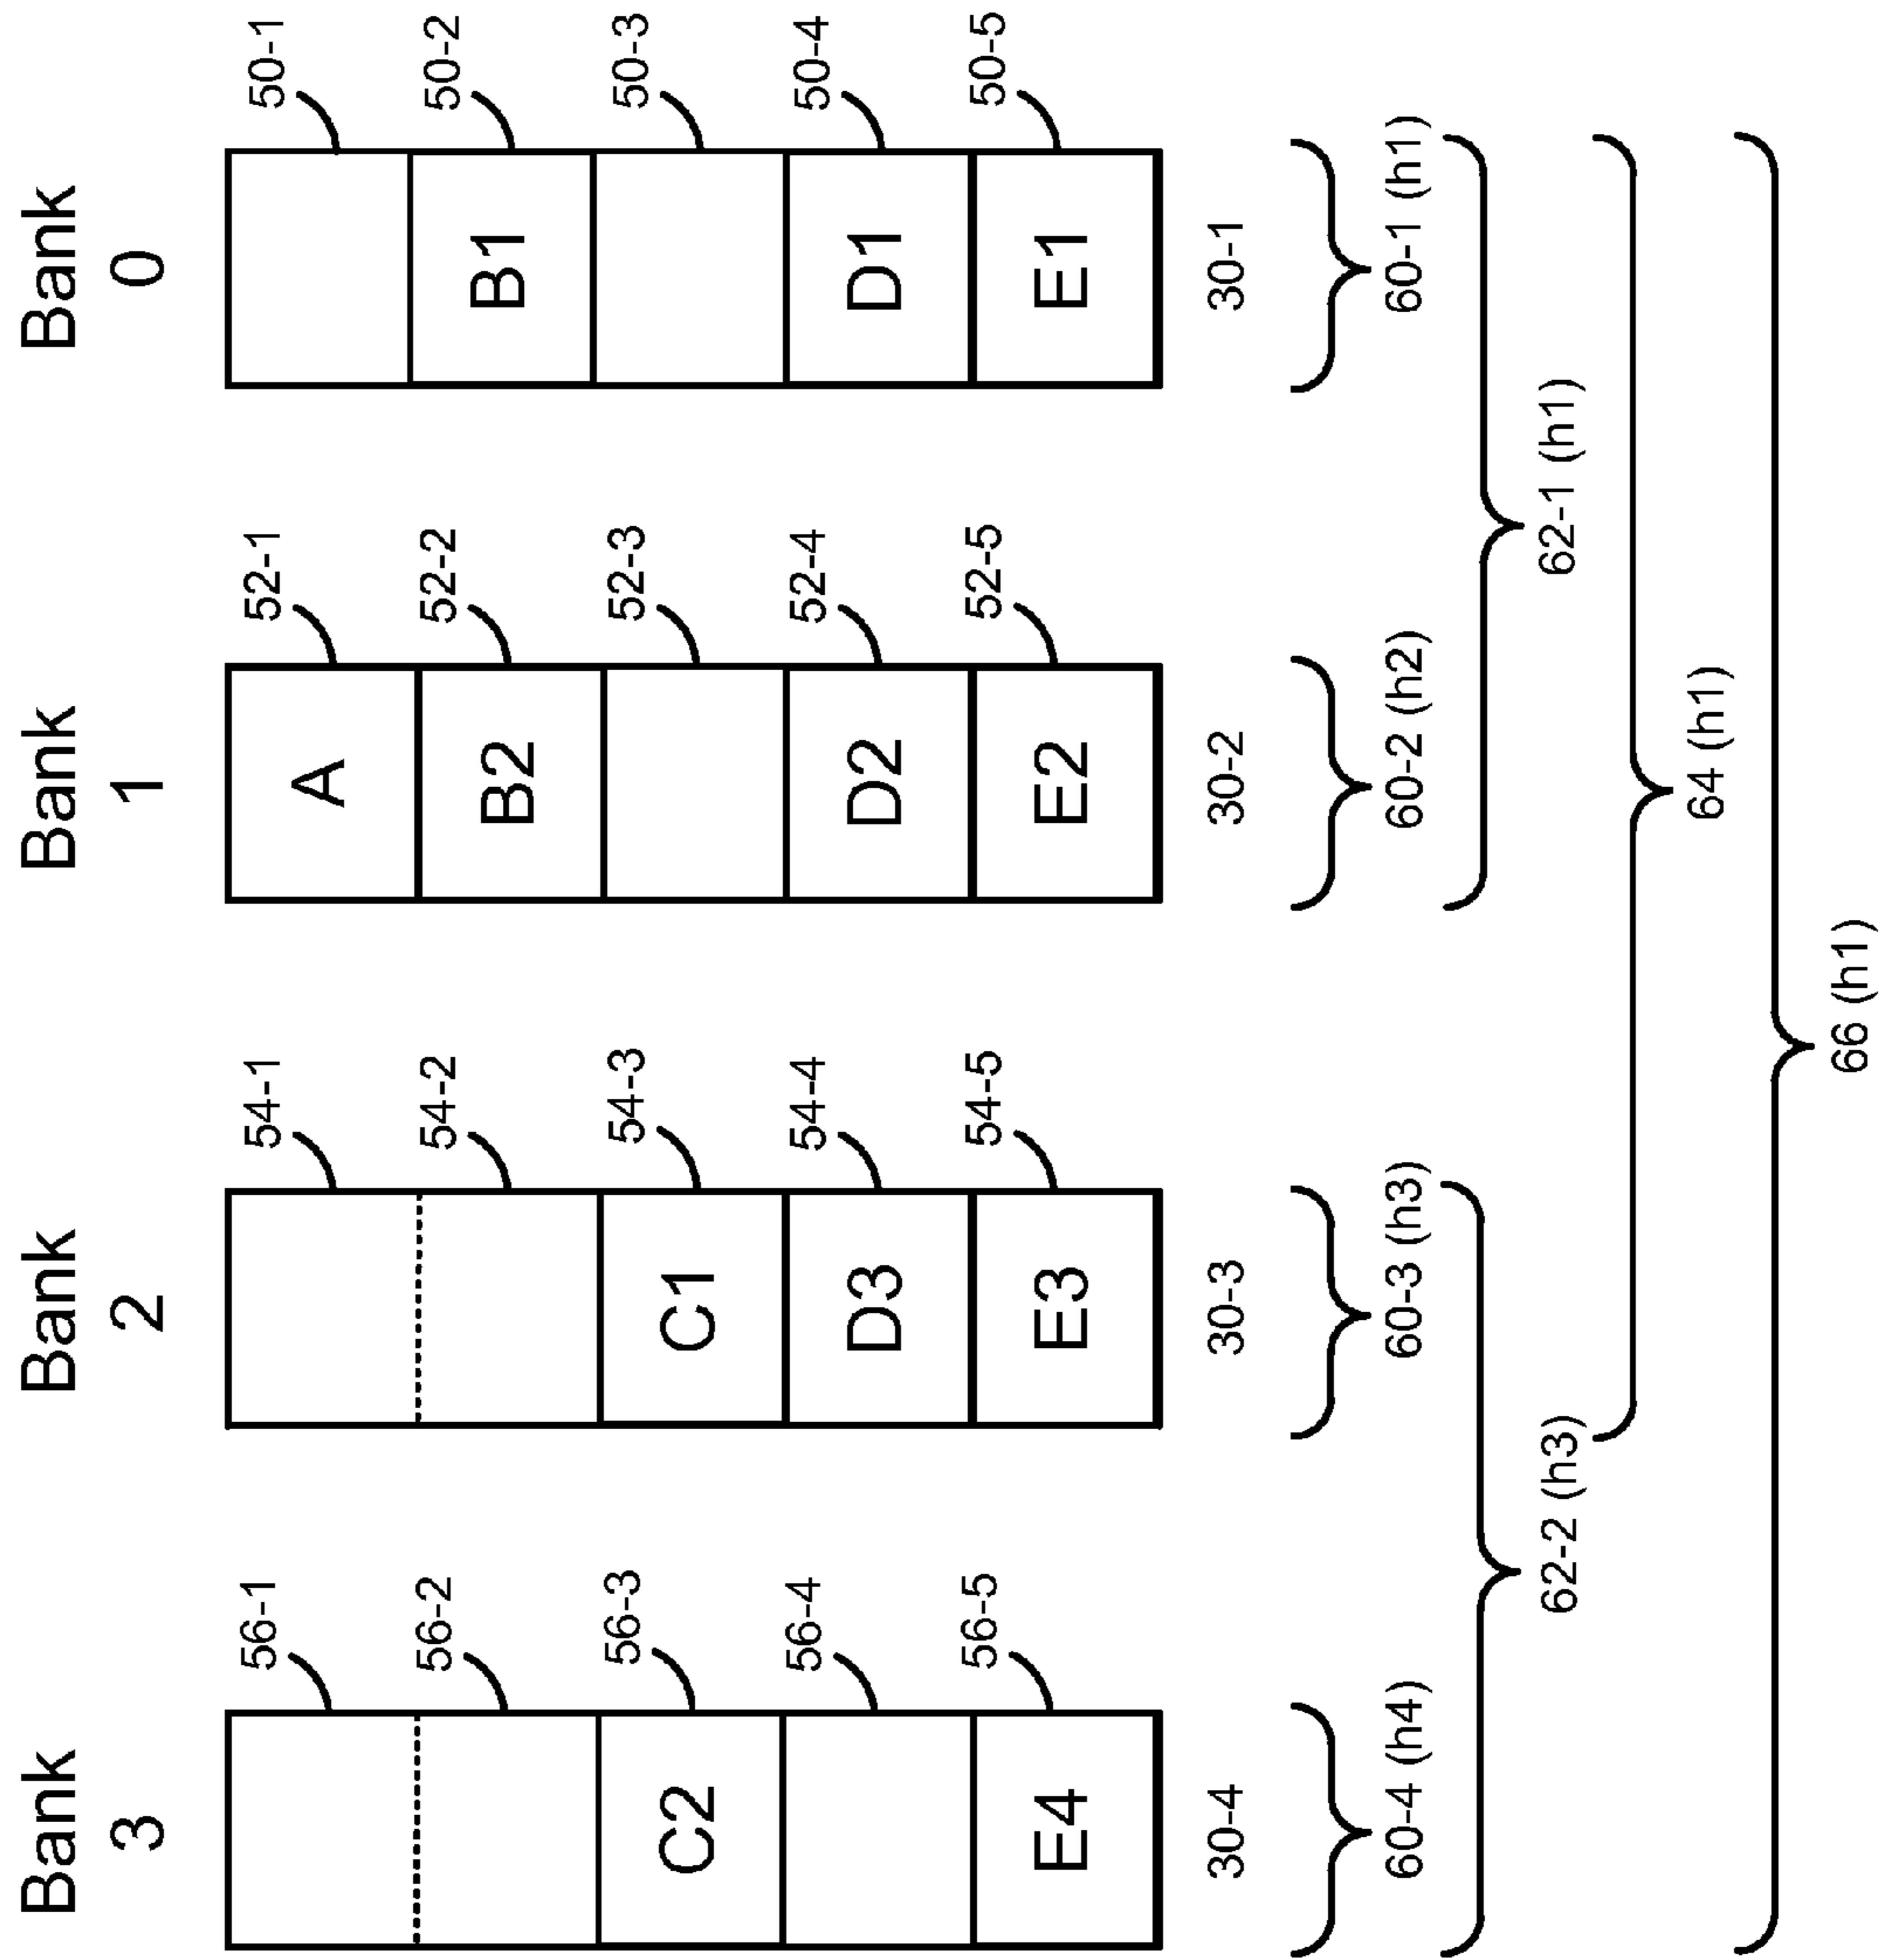 Bank 3 Bank 2 Bank 1 Bank 0
56-1 54-1 52-1 50-1
A
56-2 54-2 52-2 50-2
B2 B1
56-3 54-3 52-3 50-3
C2 C1
56-4 54-4 52-4 50-4
D3 D2 D1
56-5 54-5 52-5 50-5
E4 E3 E2 E1
30-4 30-3 30-2 30-1
60-4 (h4) 60-3 (h3) 60-2 (h2) 60-1 (h1)
62-2 (h3) 62-1 (h1)
64 (h1)
66 (h1)